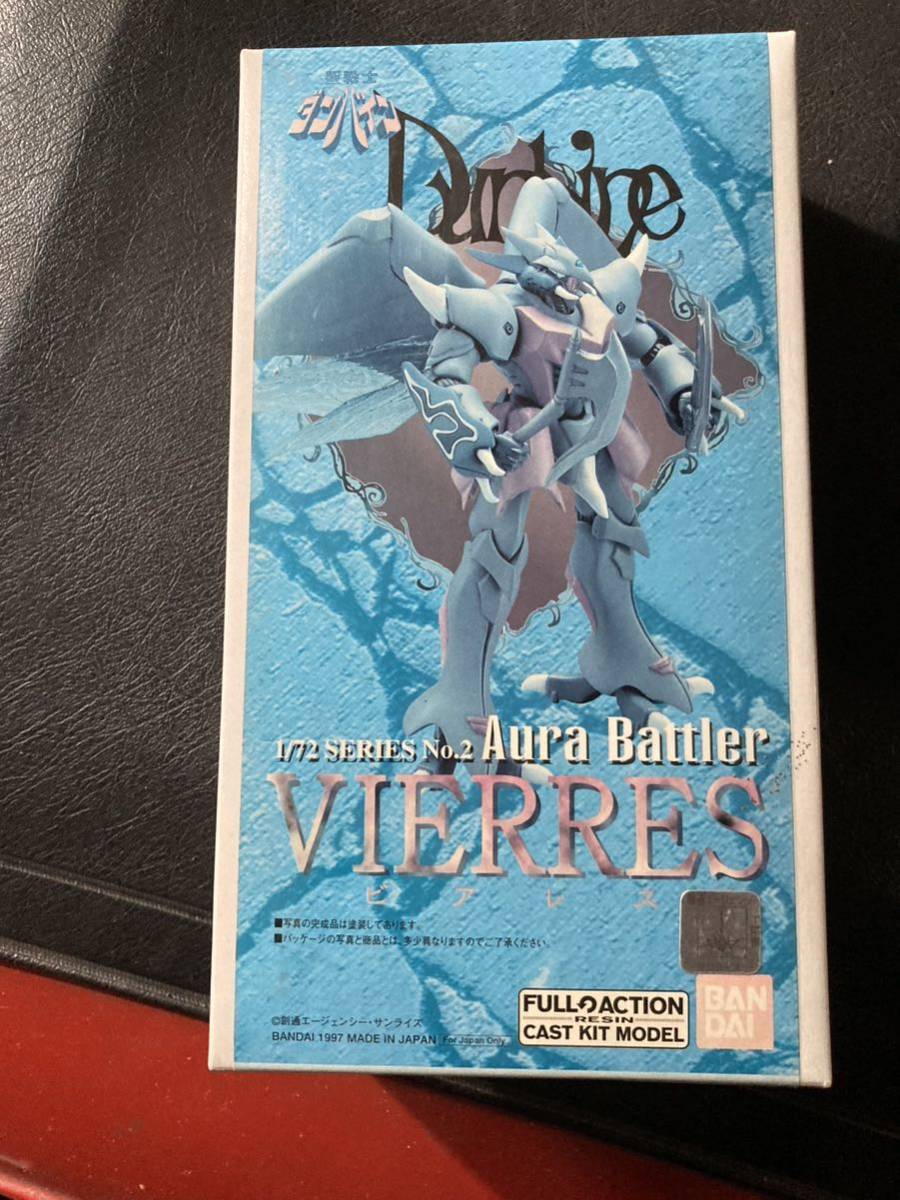 聖戦士
ダンバイン
Dunbine
1/72 SERIES No.2 Aura Battler
VIERRES
ビアレス
■写真の完成品は塗装してあります。
■パッケージの写真と商品とは、多少異なりますのでご了承ください。
FULL ACTION
RESIN
CAST KIT MODEL
BAN
DAI
©創通エージェンシー・サンライズ
BANDAI 1997 MADE IN JAPAN For Japan Only